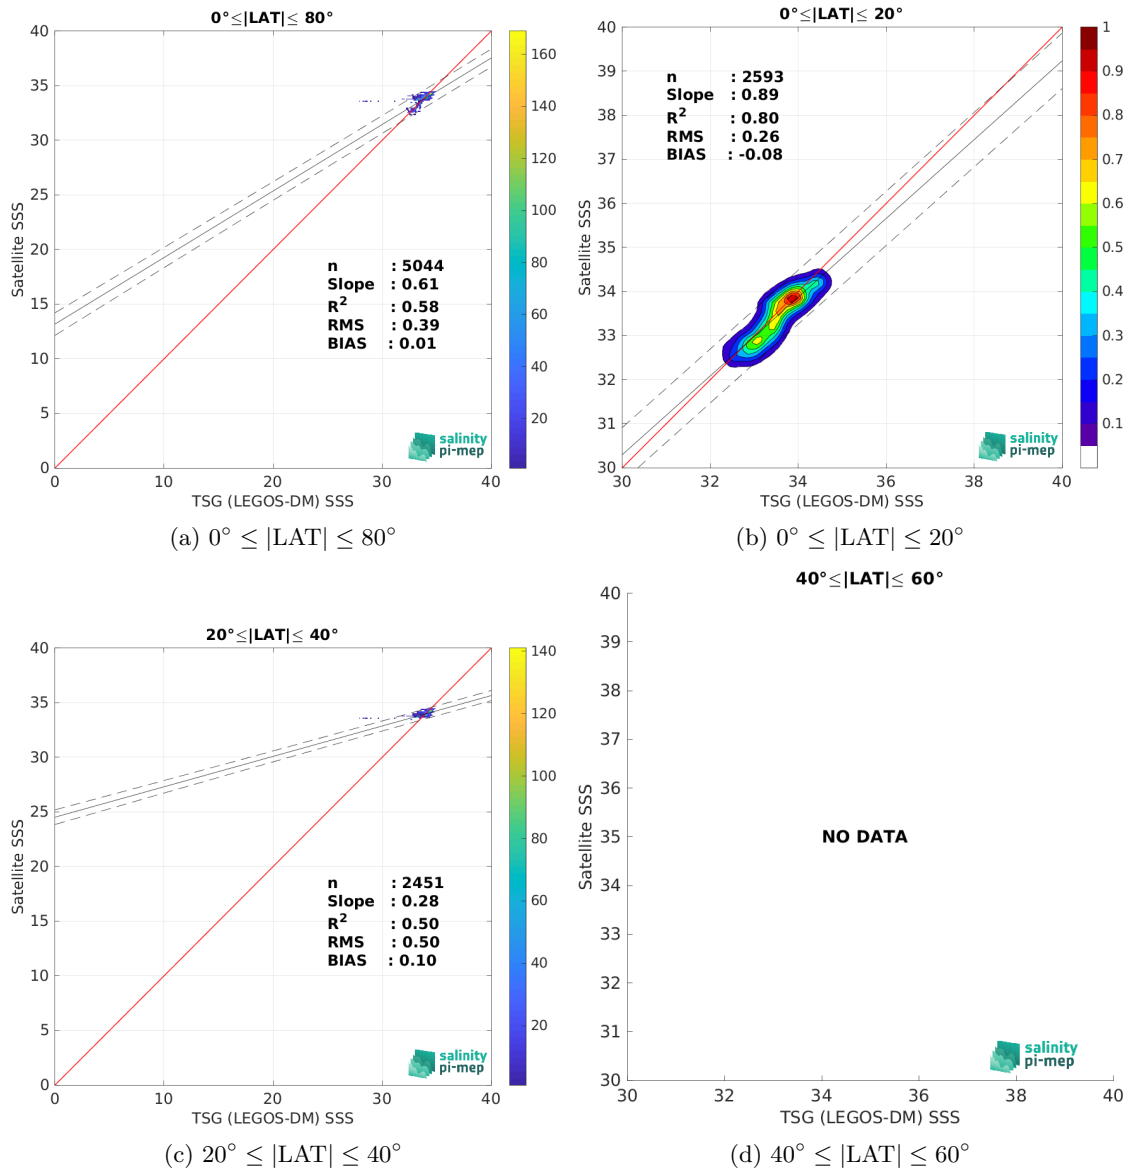 0°≤|LAT|≤ 80°
40
35
30
25
20
15
10
5
0
Satellite SSS
n : 5044
Slope : 0.61
R2 : 0.58
RMS : 0.39
BIAS : 0.01
salinity
pi-mep
0 10 20 30 40
TSG (LEGOS-DM) SSS
160
140
120
100
80
60
40
20
(a) 0° ≤ |LAT| ≤ 80°
0°≤|LAT|≤ 20°
40
39
38
37
36
35
34
33
32
31
30
Satellite SSS
n : 2593
Slope : 0.89
R2 : 0.80
RMS : 0.26
BIAS : -0.08
salinity
pi-mep
30 32 34 36 38 40
TSG (LEGOS-DM) SSS
1
0.9
0.8
0.7
0.6
0.5
0.4
0.3
0.2
0.1
(b) 0° ≤ |LAT| ≤ 20°
20°≤|LAT|≤ 40°
40
35
30
25
20
15
10
5
0
Satellite SSS
n : 2451
Slope : 0.28
R2 : 0.50
RMS : 0.50
BIAS : 0.10
salinity
pi-mep
0 10 20 30 40
TSG (LEGOS-DM) SSS
140
120
100
80
60
40
20
(c) 20° ≤ |LAT| ≤ 40°
40°≤|LAT|≤ 60°
40
39
38
37
36
35
34
33
32
31
30
Satellite SSS
NO DATA
salinity
pi-mep
30 32 34 36 38 40
TSG (LEGOS-DM) SSS
(d) 40° ≤ |LAT| ≤ 60°